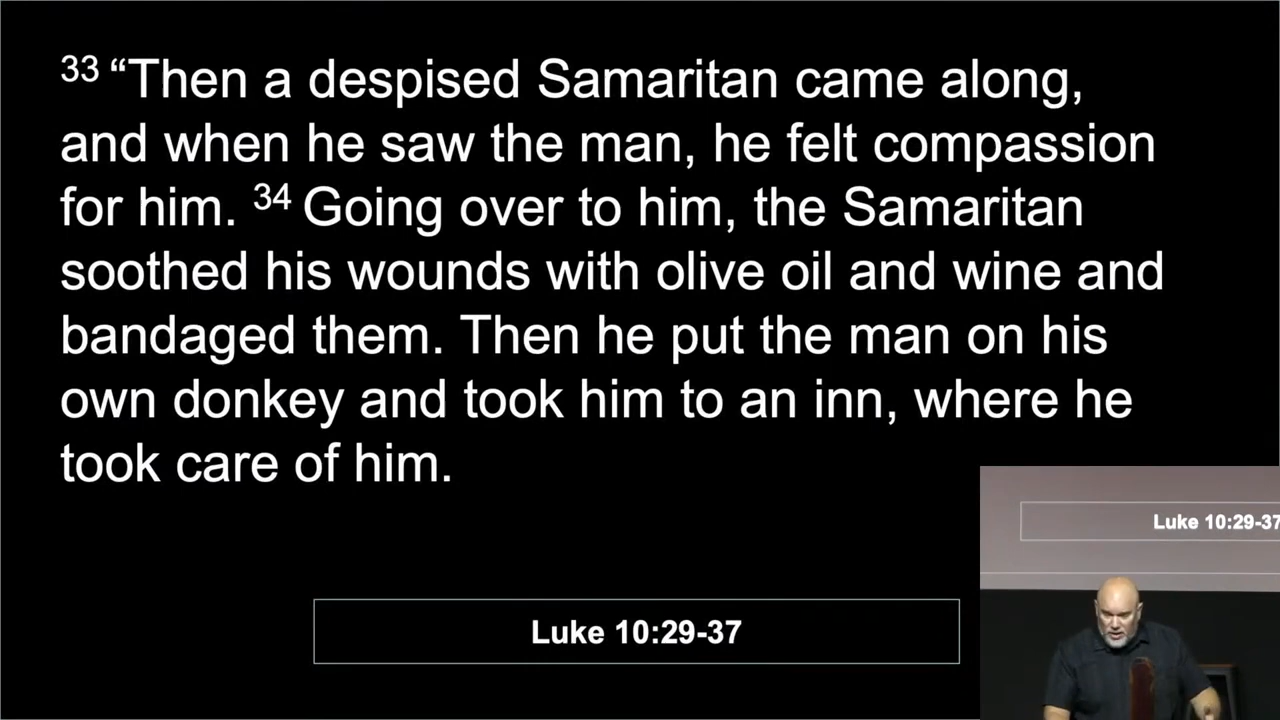 33 “Then a despised Samaritan came along,
and when he saw the man, he felt compassion
for him. 34 Going over to him, the Samaritan
soothed his wounds with olive oil and wine and
bandaged them. Then he put the man on his
own donkey and took him to an inn, where he
took care of him.
Luke 10:29-37
Luke 10:29-37